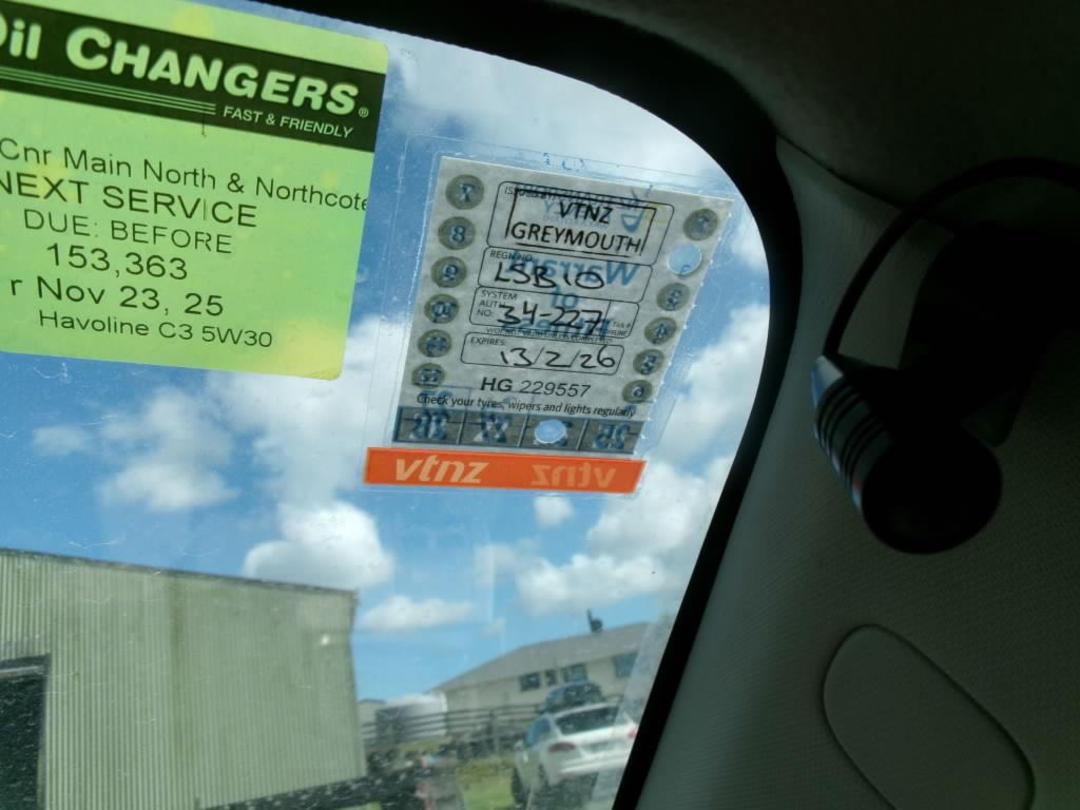 Oil CHANGERS®
FAST & FRIENDLY
Cnr Main North & Northcote
NEXT SERVICE
DUE: BEFORE
153,363
r Nov 23, 25
Havoline C3 5W30
VTNZ
GREYMOUTH
REGN NO.
LSB10
SYSTEM
AUTH
NO:
34-227
EXPIRES:
13/2/26
HG 229557
Check your tyres, wipers and lights regularly
vtnz vtnz
Warrant
of